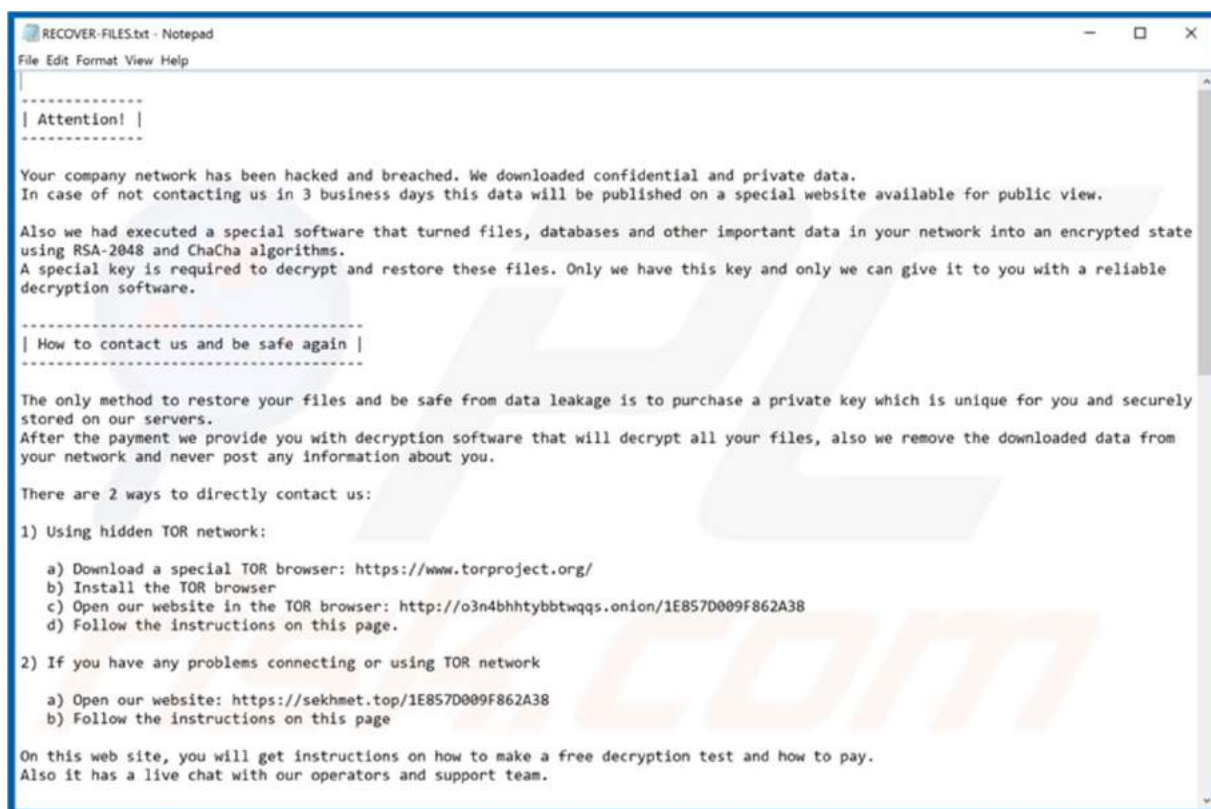 RECOVER-FILES.txt - Notepad
File Edit Format View Help
--------------
| Attention! |
--------------
Your company network has been hacked and breached. We downloaded confidential and private data.
In case of not contacting us in 3 business days this data will be published on a special website available for public view.
Also we had executed a special software that turned files, databases and other important data in your network into an encrypted state
using RSA-2048 and ChaCha algorithms.
A special key is required to decrypt and restore these files. Only we have this key and only we can give it to you with a reliable
decryption software.
---------------------------------------
| How to contact us and be safe again |
---------------------------------------
The only method to restore your files and be safe from data leakage is to purchase a private key which is unique for you and securely
stored on our servers.
After the payment we provide you with decryption software that will decrypt all your files, also we remove the downloaded data from
your network and never post any information about you.
There are 2 ways to directly contact us:
1) Using hidden TOR network:
a) Download a special TOR browser: https://www.torproject.org/
b) Install the TOR browser
c) Open our website in the TOR browser: http://o3n4bhhtybbtwqqs.onion/1E857D009F862A38
d) Follow the instructions on this page.
2) If you have any problems connecting or using TOR network
a) Open our website: https://sekhmet.top/1E857D009F862A38
b) Follow the instructions on this page
On this web site, you will get instructions on how to make a free decryption test and how to pay.
Also it has a live chat with our operators and support team.
PC
risk.com